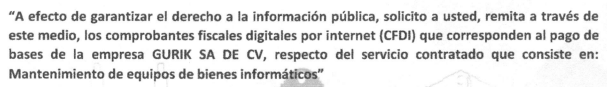 “A efecto de garantizar el derecho a la información pública, solicito a usted, remita a través de
este medio, los comprobantes fiscales digitales por internet (CFDI) que corresponden al pago de
bases de la empresa GURIK SA DE CV, respecto del servicio contratado que consiste en:
Mantenimiento de equipos de bienes informáticos”